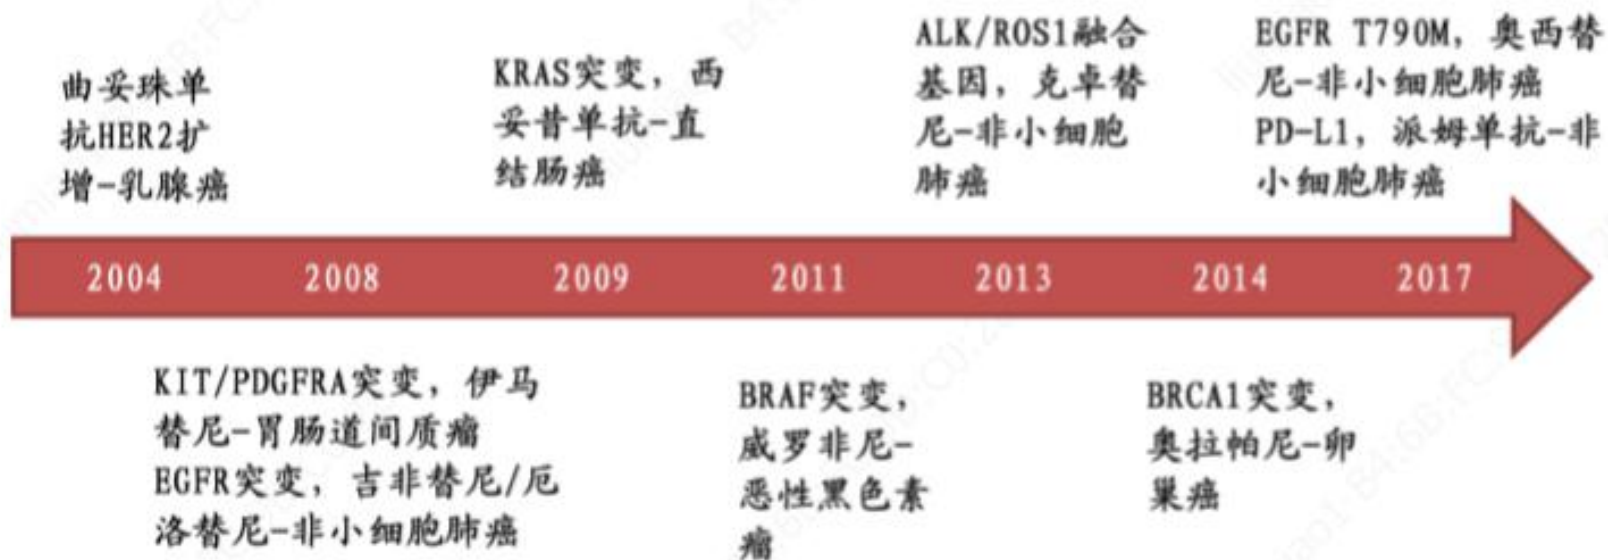 曲妥珠单
抗HER2扩
增-乳腺癌
KRAS突变，西
妥昔单抗-直
结肠癌
ALK/ROS1融合
基因，克卓替
尼-非小细胞
肺癌
EGFR T790M，奥西替
尼-非小细胞肺癌
PD-L1，派姆单抗-非
小细胞肺癌
2004 2008 2009 2011 2013 2014 2017
KIT/PDGFRA突变，伊马
替尼-胃肠道间质瘤
EGFR突变，吉非替尼/厄
洛替尼-非小细胞肺癌
BRAF突变，
威罗非尼-
恶性黑色素
瘤
BRCA1突变，
奥拉帕尼-卵
巢癌